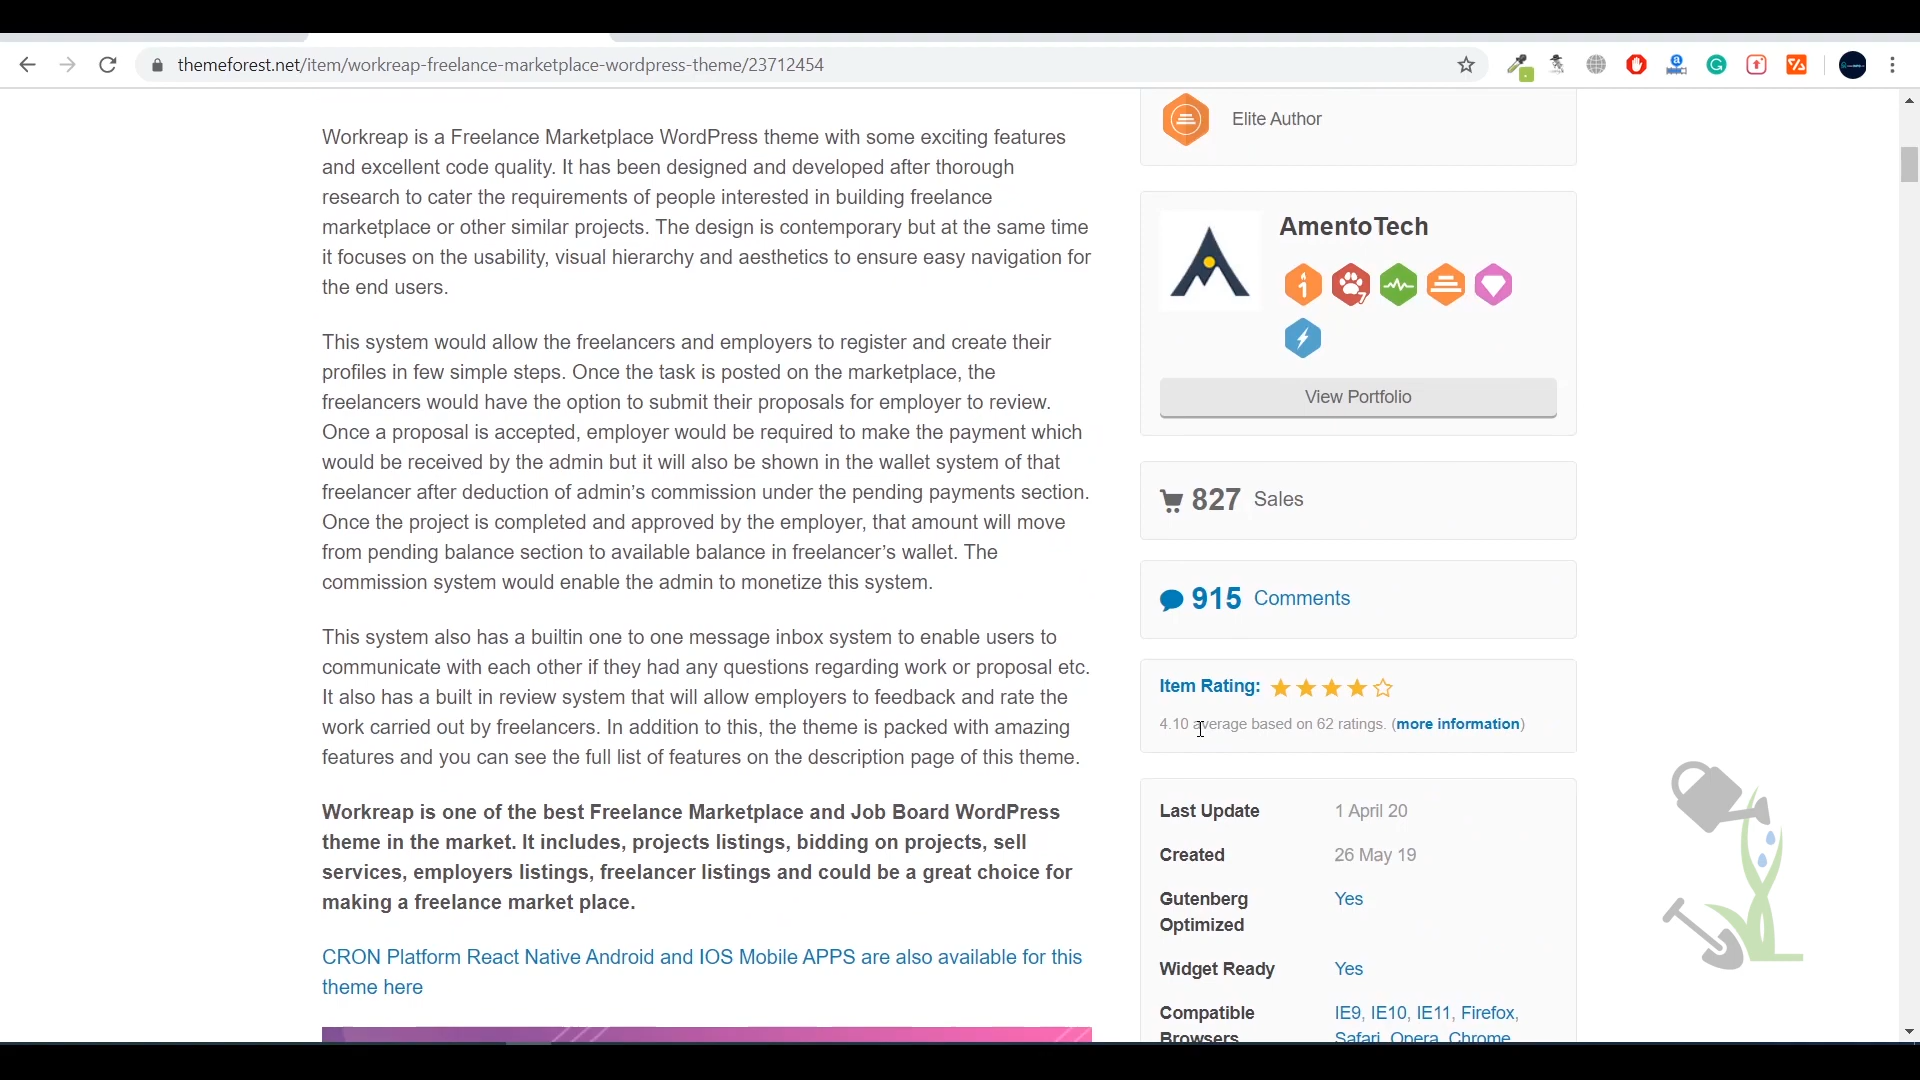 themeforest.net/item/workreap-freelance-marketplace-wordpress-theme/23712454
Workreap is a Freelance Marketplace WordPress theme with some exciting features
and excellent code quality. It has been designed and developed after thorough
research to cater the requirements of people interested in building freelance
marketplace or other similar projects. The design is contemporary but at the same time
it focuses on the usability, visual hierarchy and aesthetics to ensure easy navigation for
the end users.
This system would allow the freelancers and employers to register and create their
profiles in few simple steps. Once the task is posted on the marketplace, the
freelancers would have the option to submit their proposals for employer to review.
Once a proposal is accepted, employer would be required to make the payment which
would be received by the admin but it will also be shown in the wallet system of that
freelancer after deduction of admin's commission under the pending payments section.
Once the project is completed and approved by the employer, that amount will move
from pending balance section to available balance in freelancer's wallet. The
commission system would enable the admin to monetize this system.
This system also has a builtin one to one message inbox system to enable users to
communicate with each other if they had any questions regarding work or proposal etc.
It also has a built in review system that will allow employers to feedback and rate the
work carried out by freelancers. In addition to this, the theme is packed with amazing
features and you can see the full list of features on the description page of this theme.
Workreap is one of the best Freelance Marketplace and Job Board WordPress
theme in the market. It includes, projects listings, bidding on projects, sell
services, employers listings, freelancer listings and could be a great choice for
making a freelance market place.
CRON Platform React Native Android and IOS Mobile APPS are also available for this
theme here
Elite Author
AmentoTech
1
7
View Portfolio
827 Sales
915 Comments
Item Rating:
4.10 average based on 62 ratings. (more information)
Last Update 1 April 20
Created 26 May 19
Gutenberg Yes
Optimized
Widget Ready Yes
Compatible IE9, IE10, IE11, Firefox,
Browsers Safari, Opera, Chrome